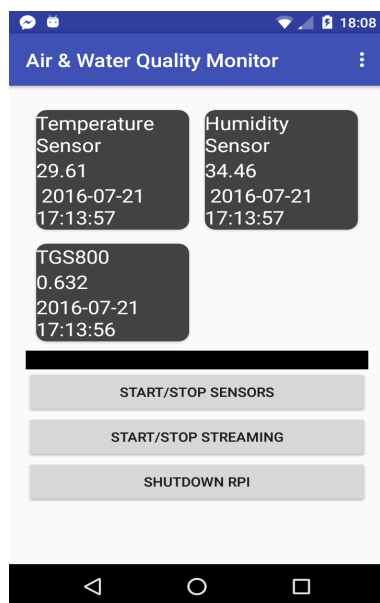 18:08
Air & Water Quality Monitor
Temperature
Sensor
29.61
2016-07-21
17:13:57
Humidity
Sensor
34.46
2016-07-21
17:13:57
TGS800
0.632
2016-07-21
17:13:56
START/STOP SENSORS
START/STOP STREAMING
SHUTDOWN RPI